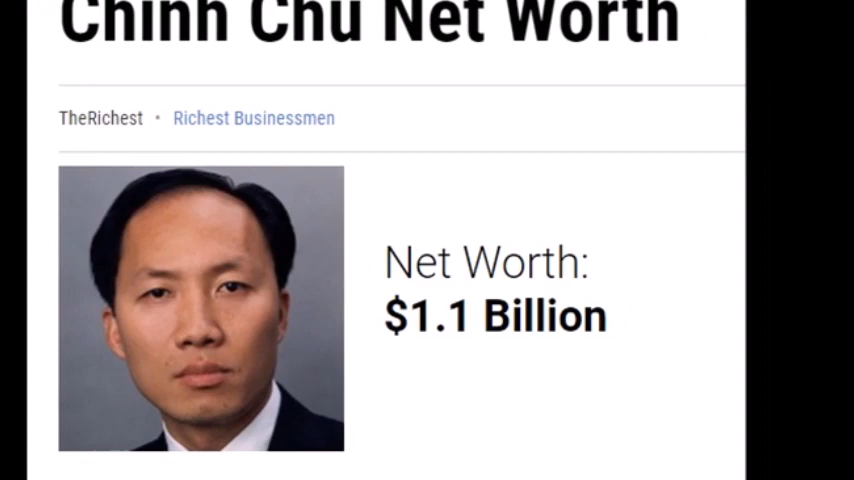 Chinh Chu Net Worth
TheRichest • Richest Businessmen
Net Worth:
$1.1 Billion